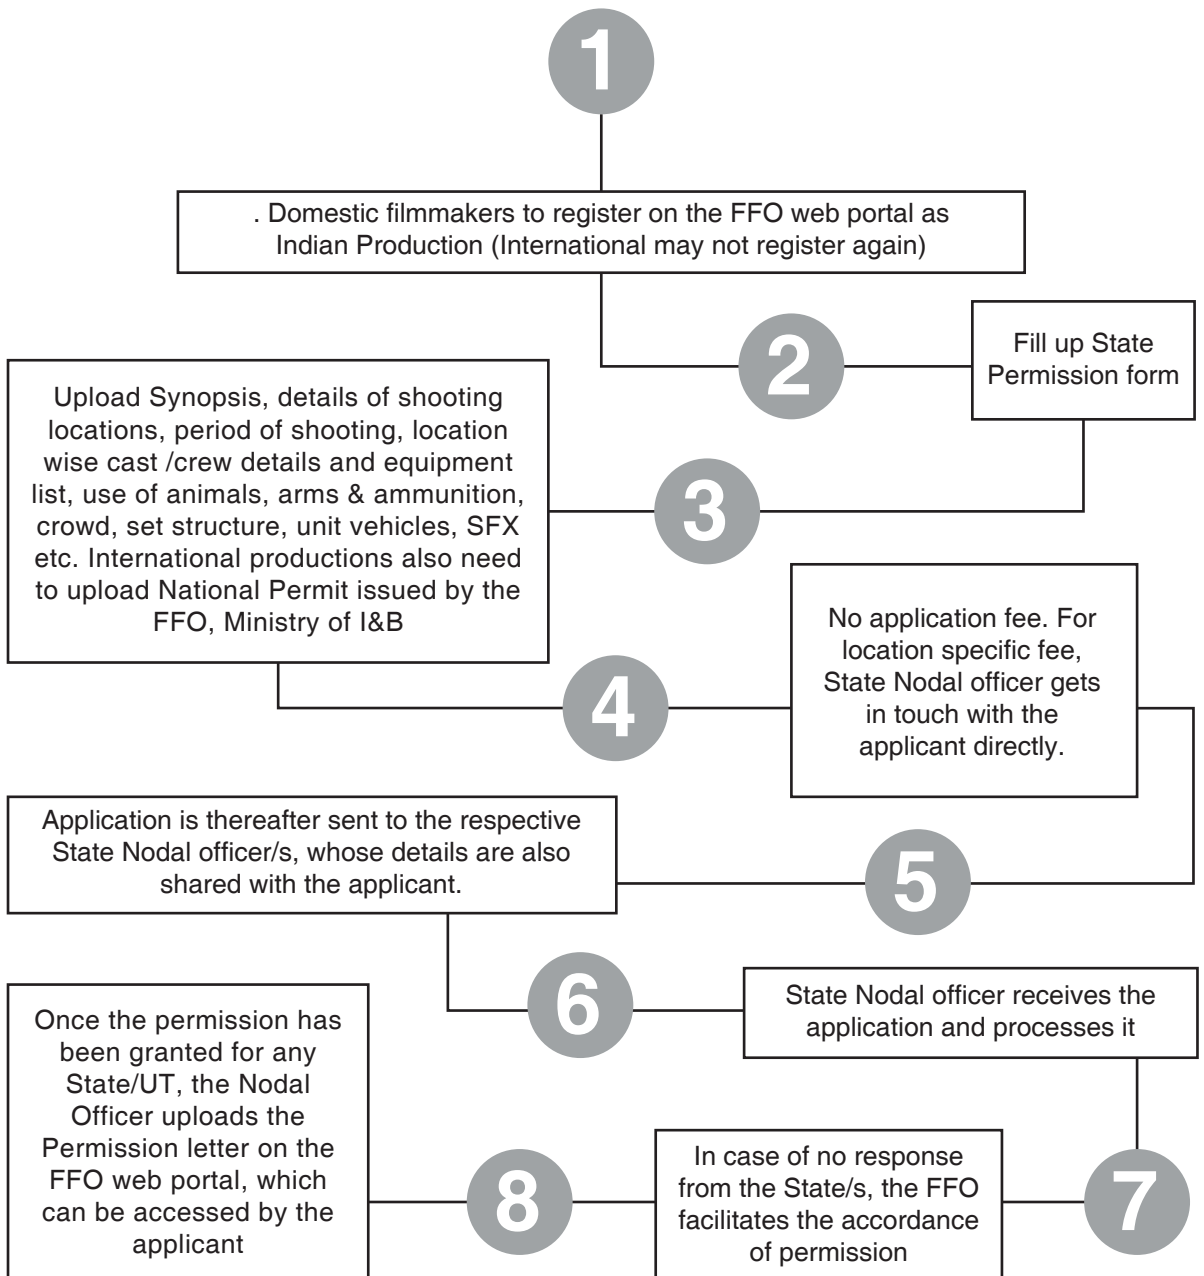 1
. Domestic filmmakers to register on the FFO web portal as
Indian Production (International may not register again)
2
Fill up State
Permission form
3
Upload Synopsis, details of shooting
locations, period of shooting, location
wise cast /crew details and equipment
list, use of animals, arms & ammunition,
crowd, set structure, unit vehicles, SFX
etc. International productions also need
to upload National Permit issued by the
FFO, Ministry of I&B
4
No application fee. For
location specific fee,
State Nodal officer gets
in touch with the
applicant directly.
5
Application is thereafter sent to the respective
State Nodal officer/s, whose details are also
shared with the applicant.
6
State Nodal officer receives the
application and processes it
7
In case of no response
from the State/s, the FFO
facilitates the accordance
of permission
8
Once the permission has
been granted for any
State/UT, the Nodal
Officer uploads the
Permission letter on the
FFO web portal, which
can be accessed by the
applicant